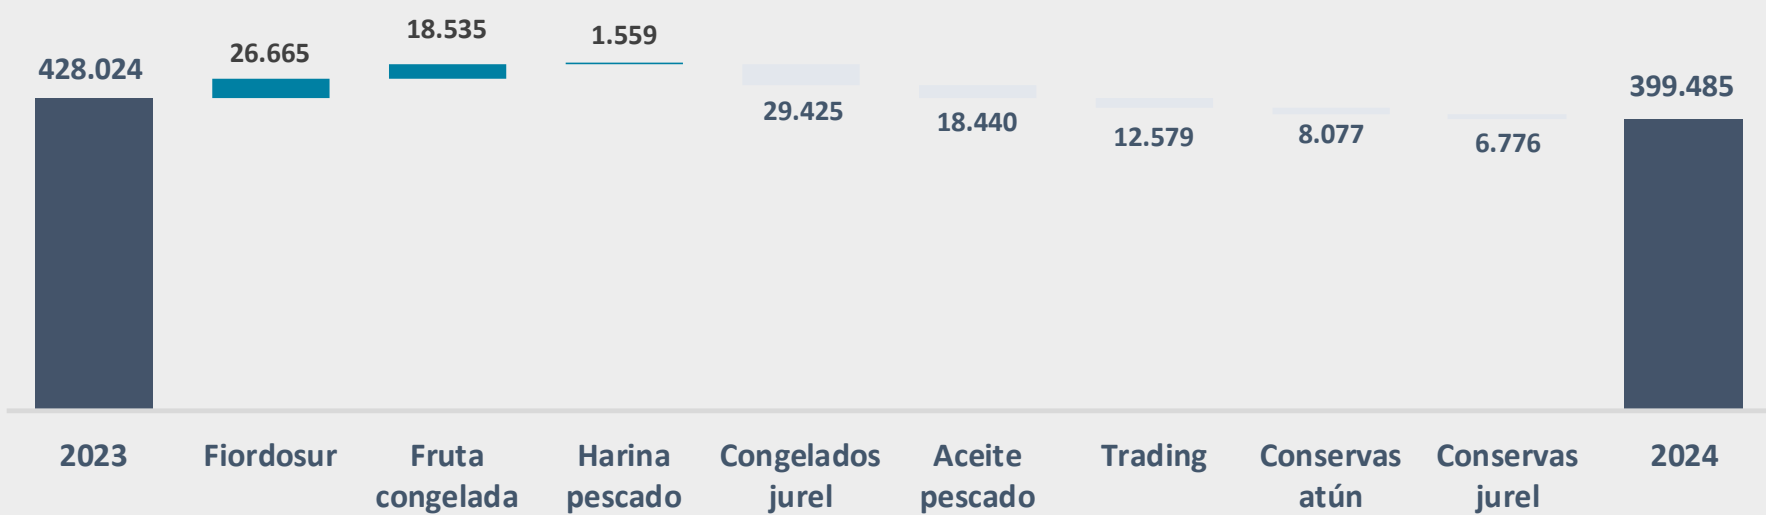 428.024
26.665
18.535
1.559
29.425
18.440
12.579
8.077
6.776
399.485
2023
Fiordosur
Fruta
congelada
Harina
pescado
Congelados
jurel
Aceite
pescado
Trading
Conservas
atún
Conservas
jurel
2024